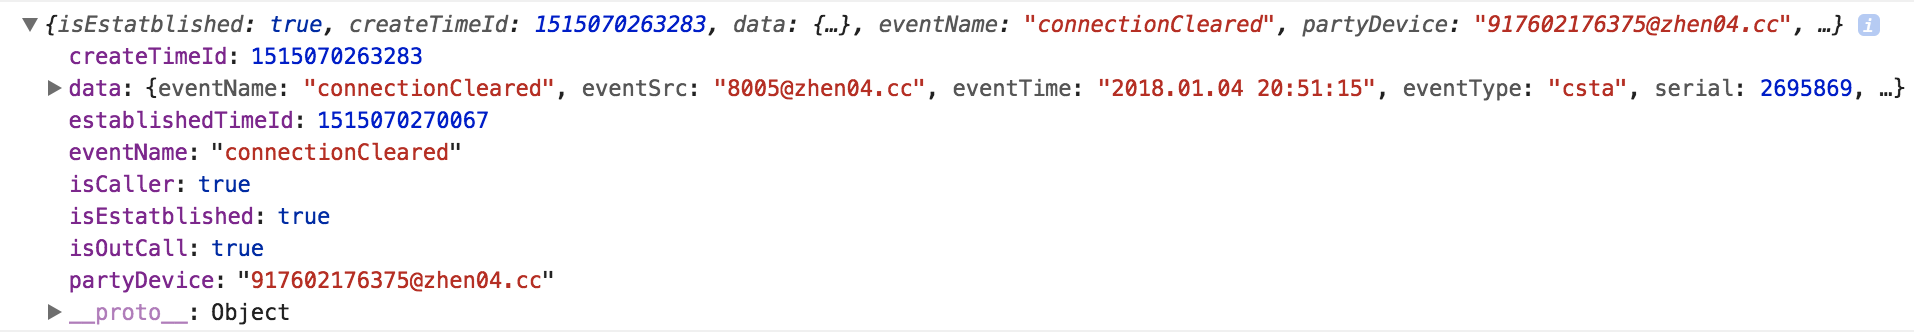 ▼{isEstatblished: true, createTimeId: 1515070263283, data: {…}, eventName: "connectionCleared", partyDevice: "917602176375@zhen04.cc", …} i
createTimeId: 1515070263283
▶data: {eventName: "connectionCleared", eventSrc: "8005@zhen04.cc", eventTime: "2018.01.04 20:51:15", eventType: "csta", serial: 2695869, …}
establishedTimeId: 1515070270067
eventName: "connectionCleared"
isCaller: true
isEstatblished: true
isOutCall: true
partyDevice: "917602176375@zhen04.cc"
▶__proto__: Object